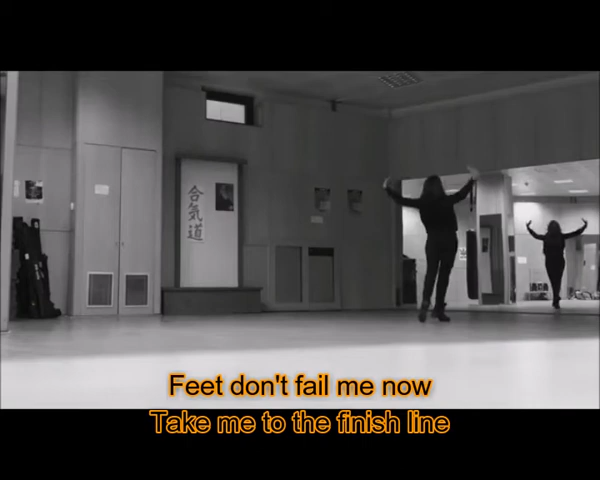 合気道
Feet don't fail me now
Take me to the finish line